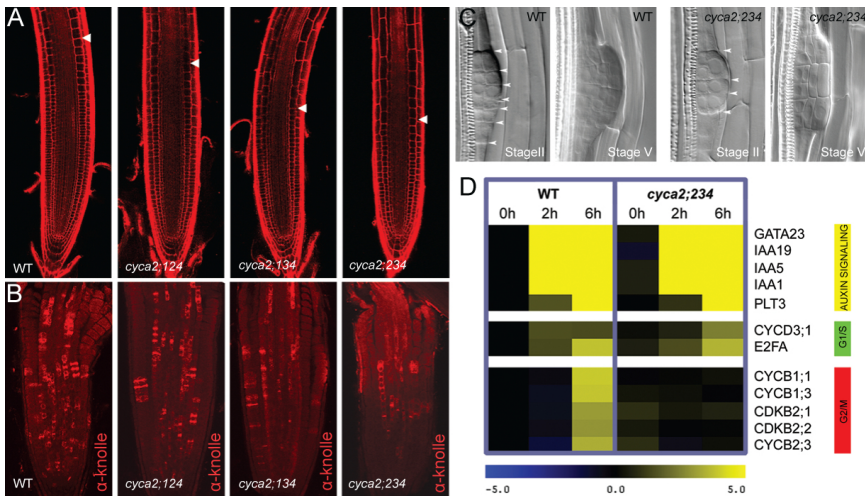 A
WT
cyca2;124
cyca2;134
cyca2;234
B
WT
α-knolle
cyca2;124
α-knolle
cyca2;134
α-knolle
cyca2;234
α-knolle
C
WT
StageII
WT
Stage V
cyca2;234
Stage II
Stage V
D
WT
cyca2;234
0h 2h 6h 0h 2h 6h
GATA23
IAA19
IAA5
IAA1
PLT3
AUXIN SIGNALING
CYCD3;1
E2FA
G1/S
CYCB1;1
CYCB1;3
CDKB2;1
CDKB2;2
CYCB2;3
G2/M
-5.0 0.0 5.0